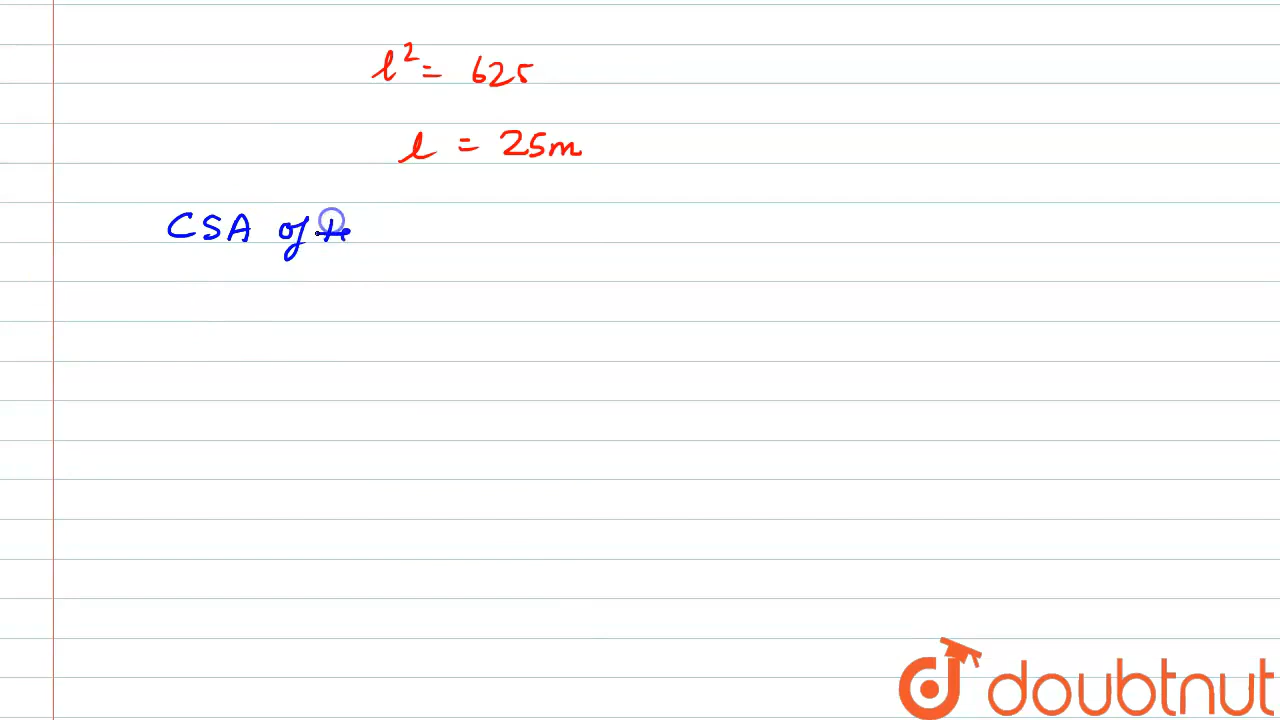 l² = 625
l = 25m
CSA of
doubtnut